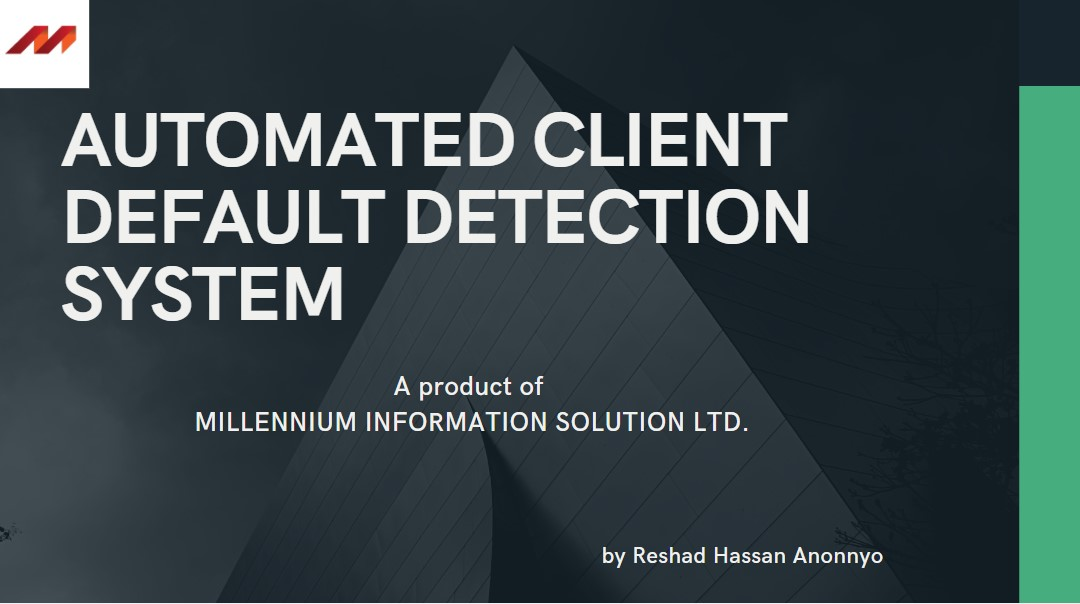 AUTOMATED CLIENT
DEFAULT DETECTION
SYSTEM
A product of
MILLENNIUM INFORMATION SOLUTION LTD.
by Reshad Hassan Anonnyo